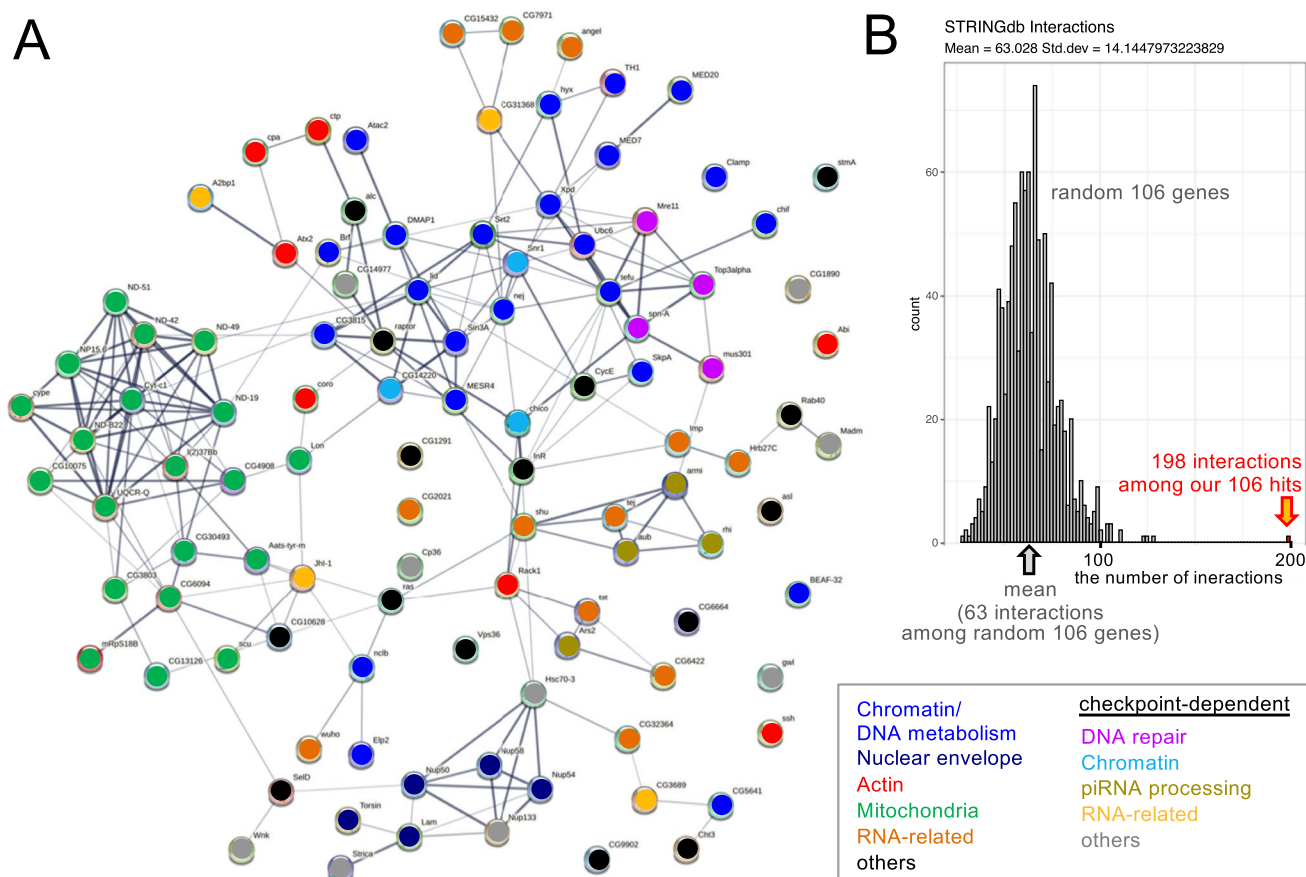 A
CG15432
CG7971
angel
TH1
hyx
MED20
CG31368
MED7
ctp
cpa
Atac2
Clamp
stmA
A2bp1
alc
Xpd
Mre11
chif
DMAP1
Set2
Ubc6
Atx2
Brf
Snr1
CG14977
lid
nej
tefu
Top3alpha
CG1890
ND-51
ND-42
ND-49
CG3815
raptor
Sin3A
spn-A
Abi
NP15.6
SkpA
mus301
Cyt-c1
coro
CG14220
MESR4
CycE
cype
ND-19
chico
Rab40
ND-B22
Imp
Madm
l(2)37Bb
Lon
CG1291
InR
Hrb27C
CG10075
CG4908
armi
UQCR-Q
CG2021
shu
tej
asl
aub
rhi
CG30493
Aats-tyr-m
Jhl-1
Cp36
CG3803
CG6094
ras
Rack1
BEAF-32
CG10628
tst
CG6664
mRpS18B
scu
Vps36
Ars2
CG13126
nclb
CG6422
gwl
Hsc70-3
wuho
Elp2
CG32364
ssh
Nup58
SelD
Nup50
Nup54
CG3689
CG5641
Torsin
Lam
Nup133
Wnk
Strica
CG9902
Cht3
B
STRINGdb Interactions
Mean = 63.028 Std.dev = 14.1447973223829
count
60
40
20
0
random 106 genes
198 interactions
among our 106 hits
100
200
the number of ineractions
mean
(63 interactions
among random 106 genes)
Chromatin/
DNA metabolism
Nuclear envelope
Actin
Mitochondria
RNA-related
others
checkpoint-dependent
DNA repair
Chromatin
piRNA processing
RNA-related
others